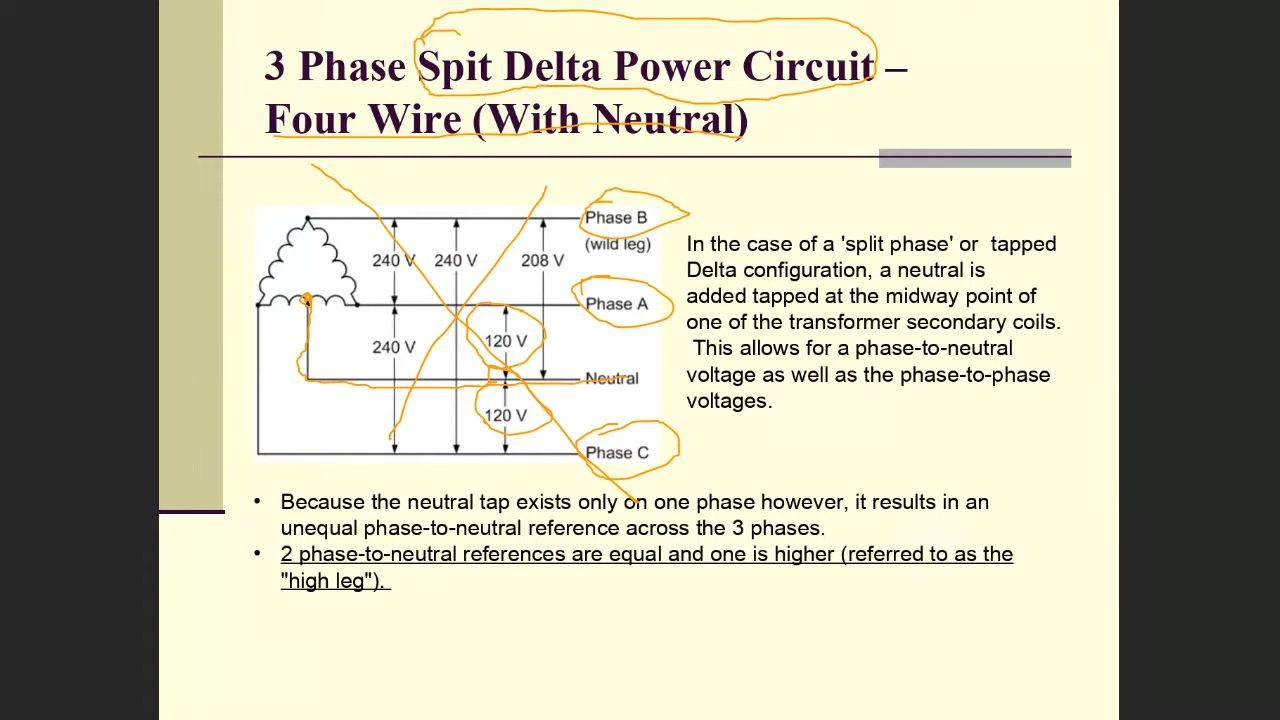 3 Phase Spit Delta Power Circuit –
Four Wire (With Neutral)
Phase B
(wild leg)
240 V
240 V
208 V
Phase A
240 V
120 V
Neutral
120 V
Phase C
In the case of a 'split phase' or tapped
Delta configuration, a neutral is
added tapped at the midway point of
one of the transformer secondary coils.
This allows for a phase-to-neutral
voltage as well as the phase-to-phase
voltages.
• Because the neutral tap exists only on one phase however, it results in an
unequal phase-to-neutral reference across the 3 phases.
• 2 phase-to-neutral references are equal and one is higher (referred to as the
"high leg").